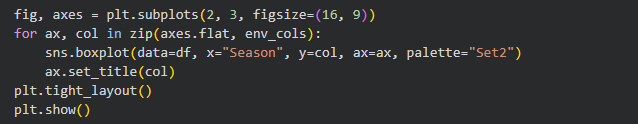 fig, axes = plt.subplots(2, 3, figsize=(16, 9))
for ax, col in zip(axes.flat, env_cols):
    sns.boxplot(data=df, x="Season", y=col, ax=ax, palette="Set2")
    ax.set_title(col)
plt.tight_layout()
plt.show()